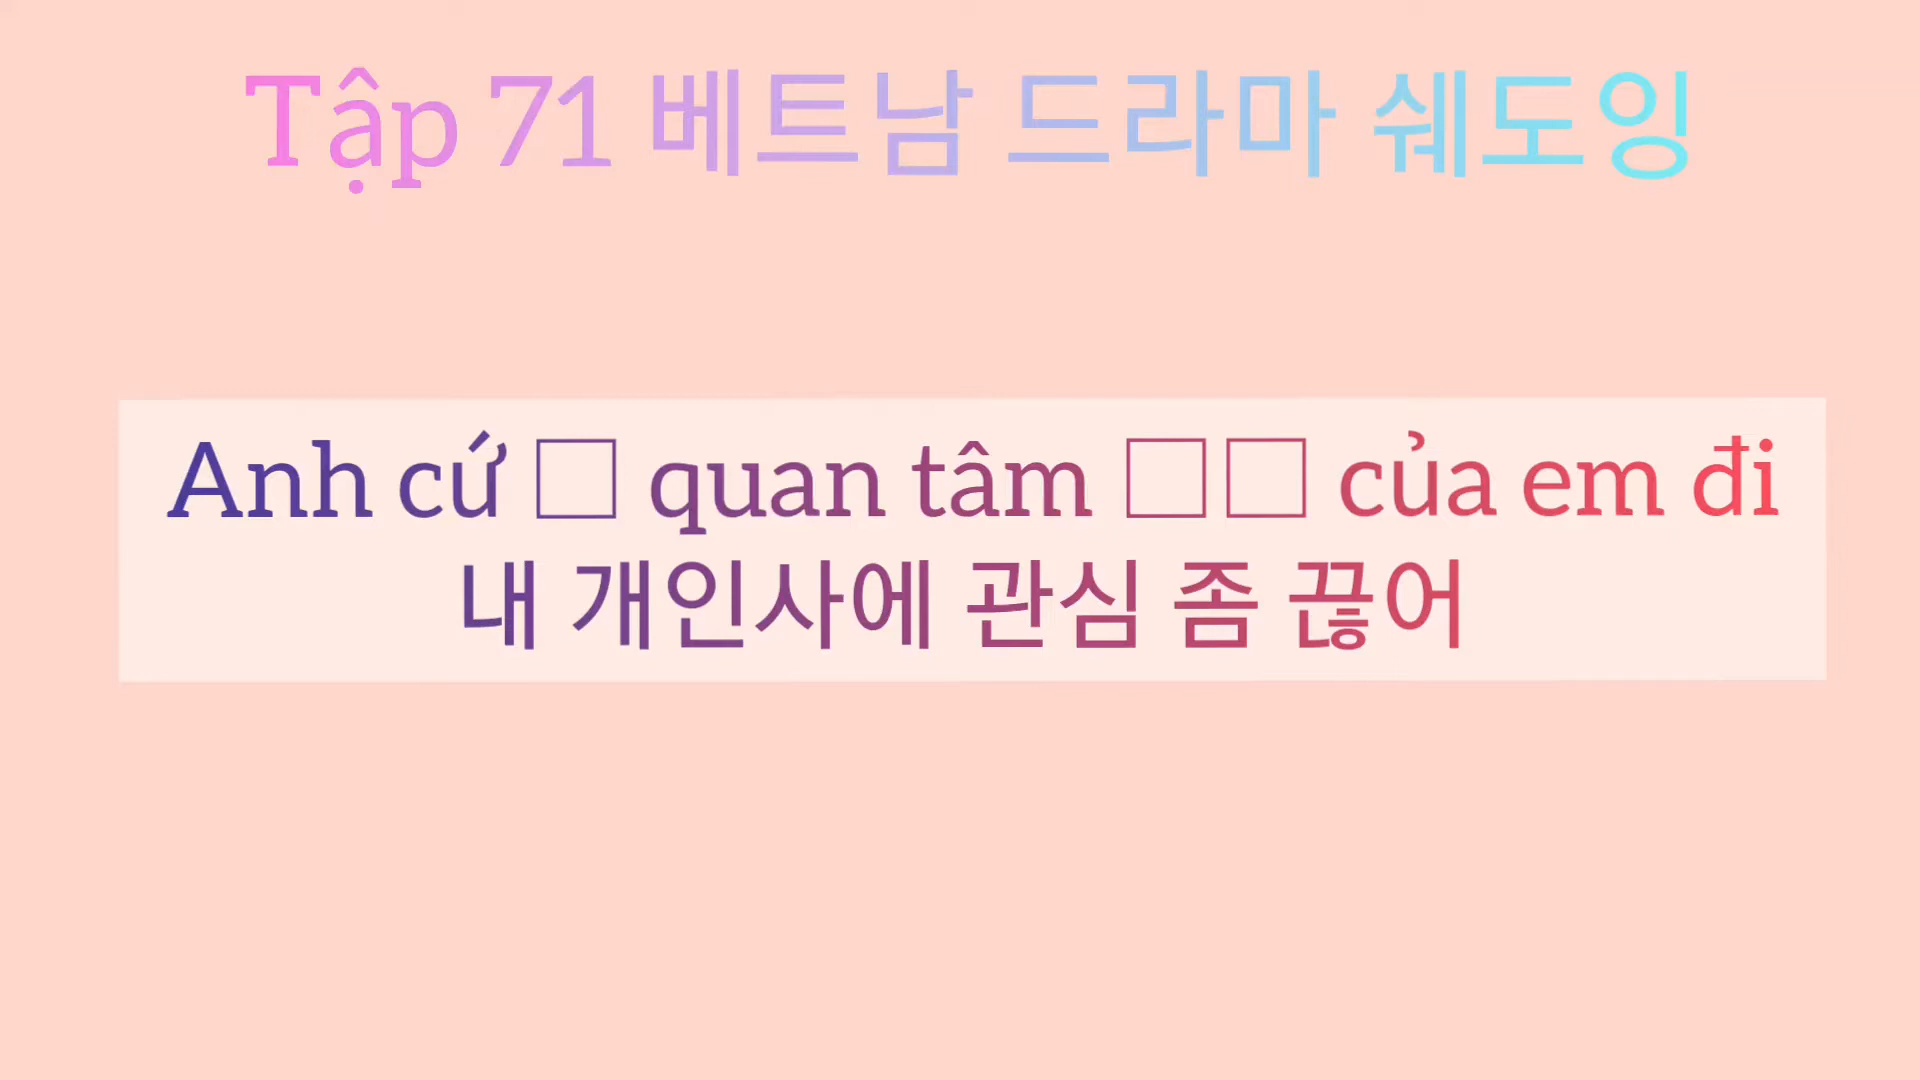 Tập 71 베트남 드라마 쉐도잉
Anh cứ □ quan tâm □□ của em đi
내 개인사에 관심 좀 끊어